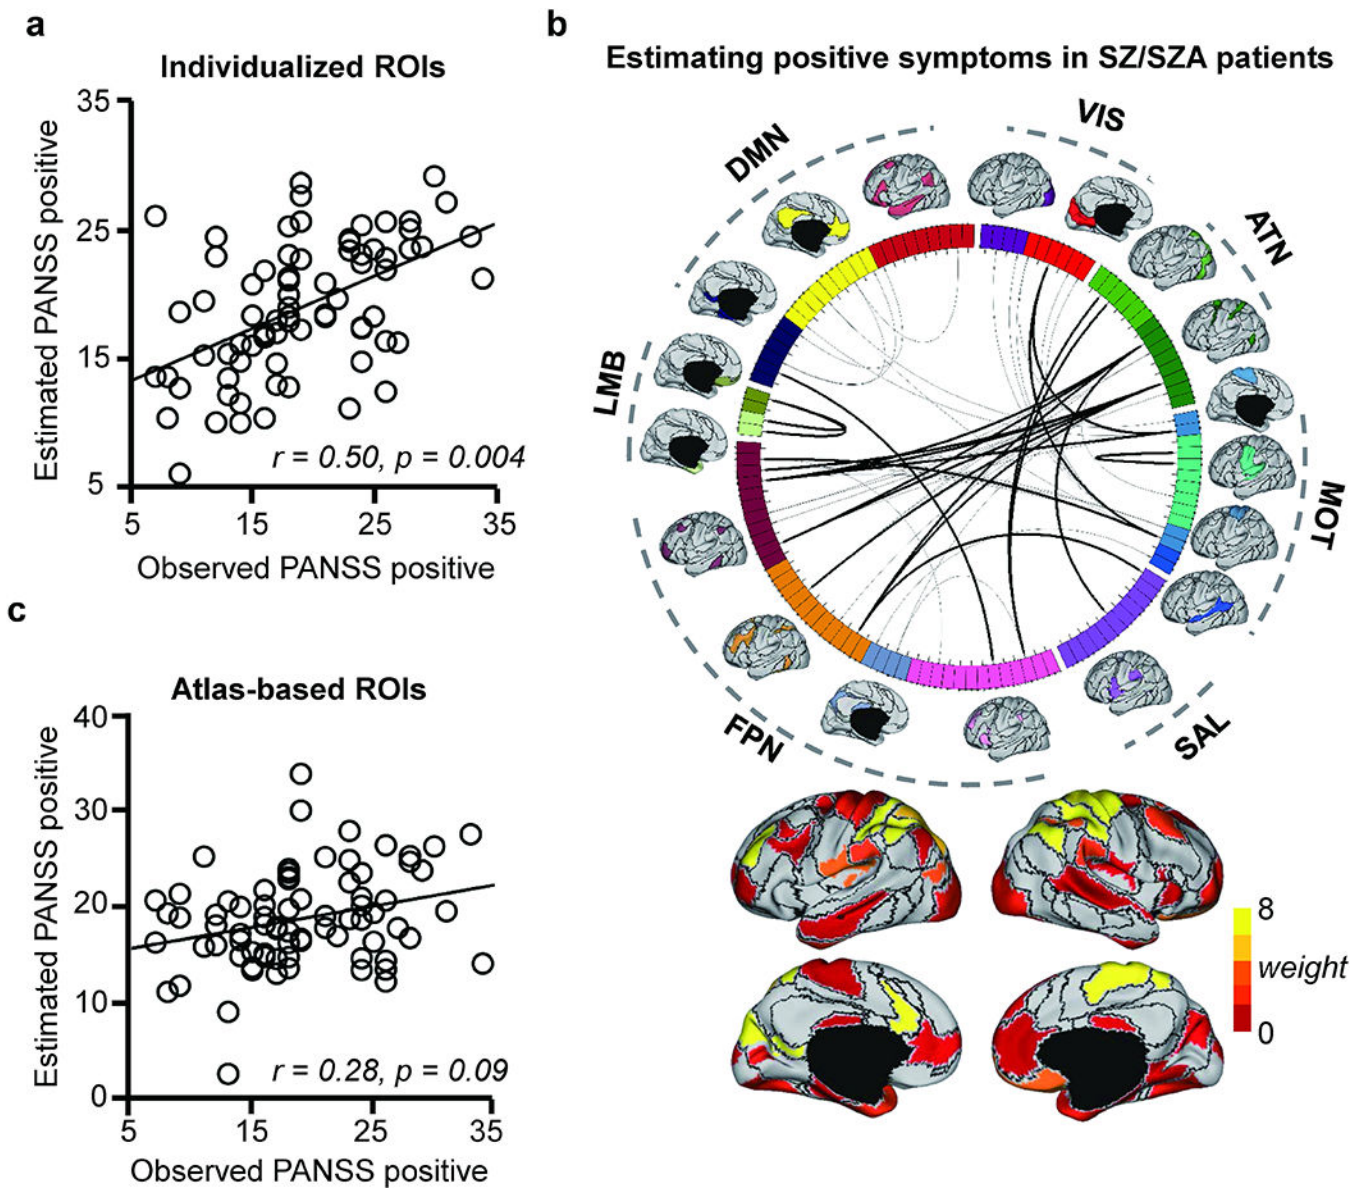 a
Individualized ROIs
35
25
15
5
Estimated PANSS positive
r = 0.50, p = 0.004
5 15 25 35
Observed PANSS positive
b
Estimating positive symptoms in SZ/SZA patients
VIS
DMN
ATN
LMB
MOT
FPN
SAL
8
weight
0
c
Atlas-based ROIs
40
30
20
10
0
Estimated PANSS positive
r = 0.28, p = 0.09
5 15 25 35
Observed PANSS positive